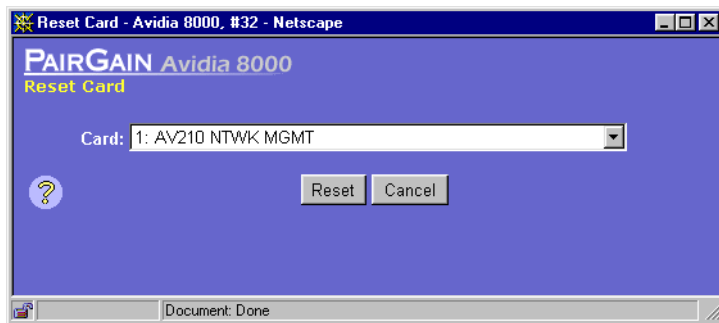 Reset Card - Avidia 8000, #32 - Netscape
PAIRGAIN Avidia 8000
Reset Card
Card: 1: AV210 NTWK MGMT
? Reset Cancel
Document: Done